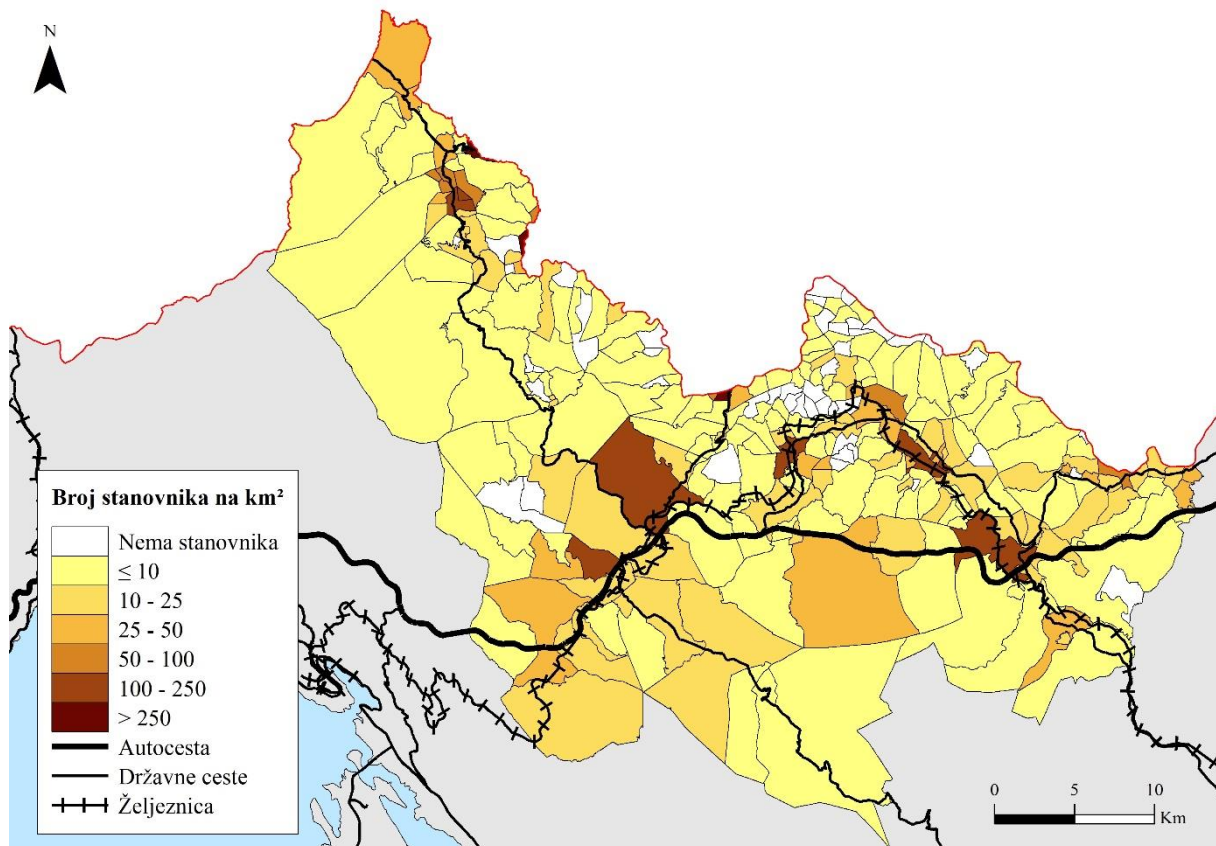 N
Broj stanovnika na km²
Nema stanovnika
≤ 10
10 - 25
25 - 50
50 - 100
100 - 250
> 250
Autocesta
Državne ceste
Željeznica
0 5 10
Km